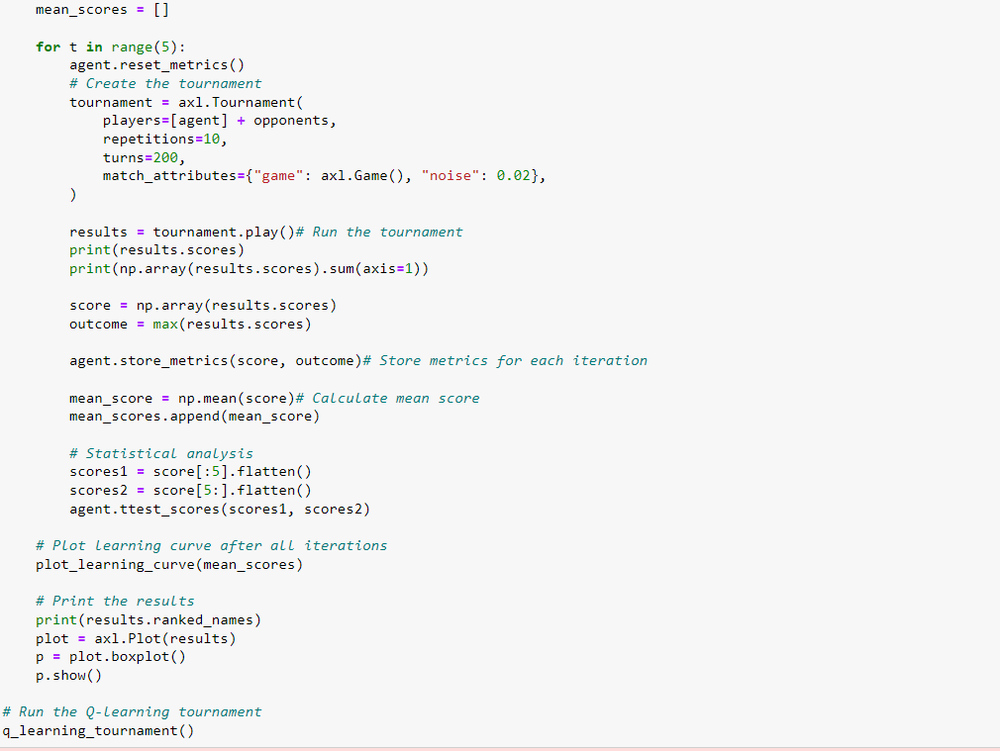 mean_scores = []
for t in range(5):
agent.reset_metrics()
# Create the tournament
tournament = axl.Tournament(
players=[agent] + opponents,
repetitions=10,
turns=200,
match_attributes={"game": axl.Game(), "noise": 0.02},
)
results = tournament.play()# Run the tournament
print(results.scores)
print(np.array(results.scores).sum(axis=1))
score = np.array(results.scores)
outcome = max(results.scores)
agent.store_metrics(score, outcome)# Store metrics for each iteration
mean_score = np.mean(score)# Calculate mean score
mean_scores.append(mean_score)
# Statistical analysis
scores1 = score[:5].flatten()
scores2 = score[5:].flatten()
agent.ttest_scores(scores1, scores2)
# Plot learning curve after all iterations
plot_learning_curve(mean_scores)
# Print the results
print(results.ranked_names)
plot = axl.Plot(results)
p = plot.boxplot()
p.show()
# Run the Q-learning tournament
q_learning_tournament()